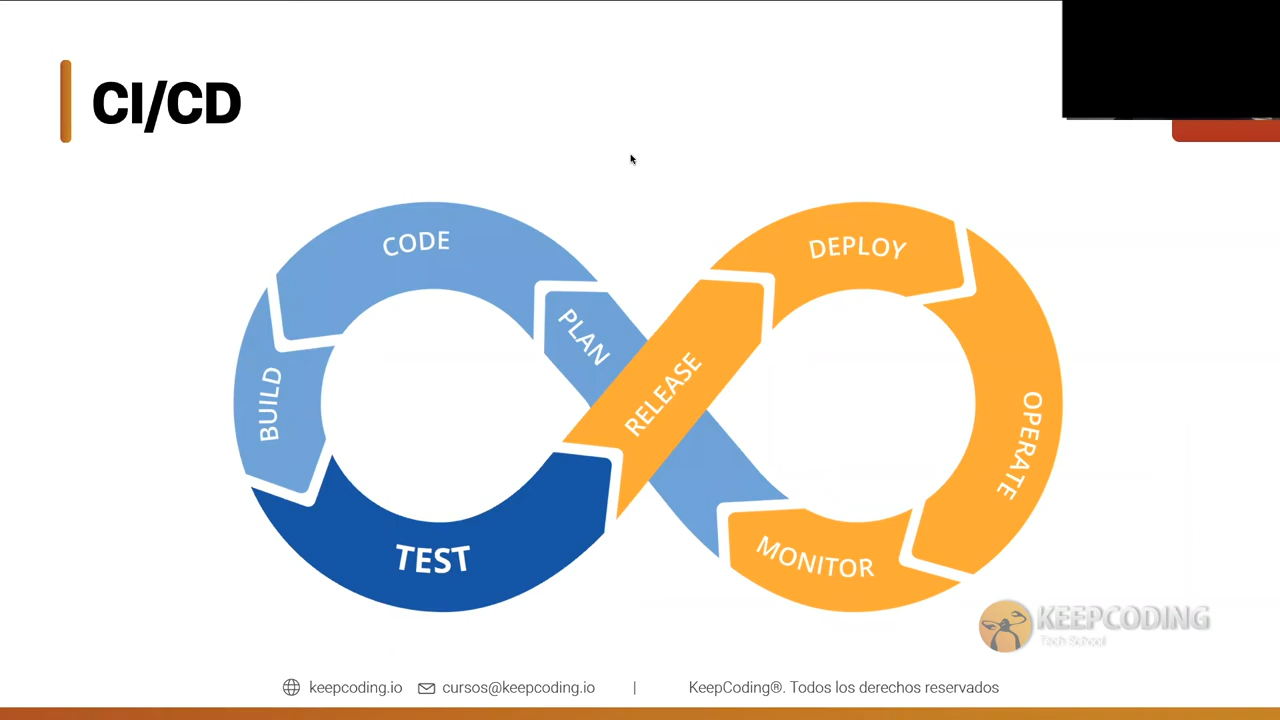 CI/CD
CODE
DEPLOY
PLAN
RELEASE
BUILD
OPERATE
TEST
MONITOR
KEEPCODING
Tech School
keepcoding.io cursos@keepcoding.io | KeepCoding®. Todos los derechos reservados